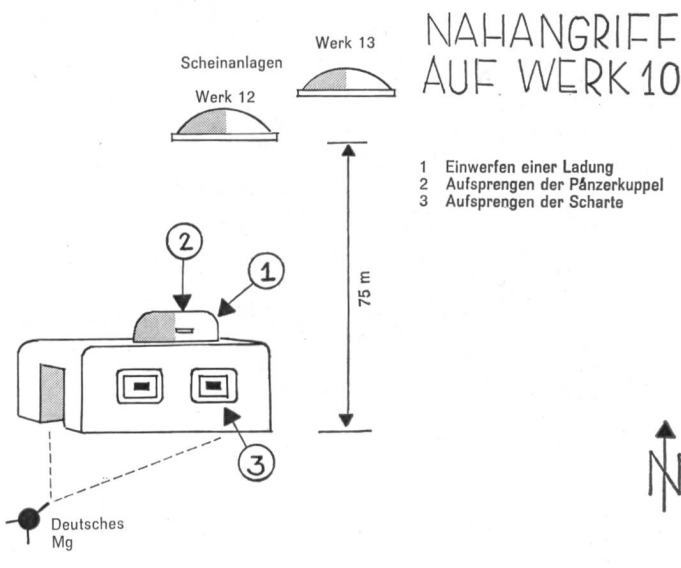 NAHANGRIFF
AUF WERK 10
Werk 13
Scheinanlagen
Werk 12
1 Einwerfen einer Ladung
2 Aufsprengen der Pånzerkuppel
3 Aufsprengen der Scharte
2
1
75 m
3
N
Deutsches
Mg